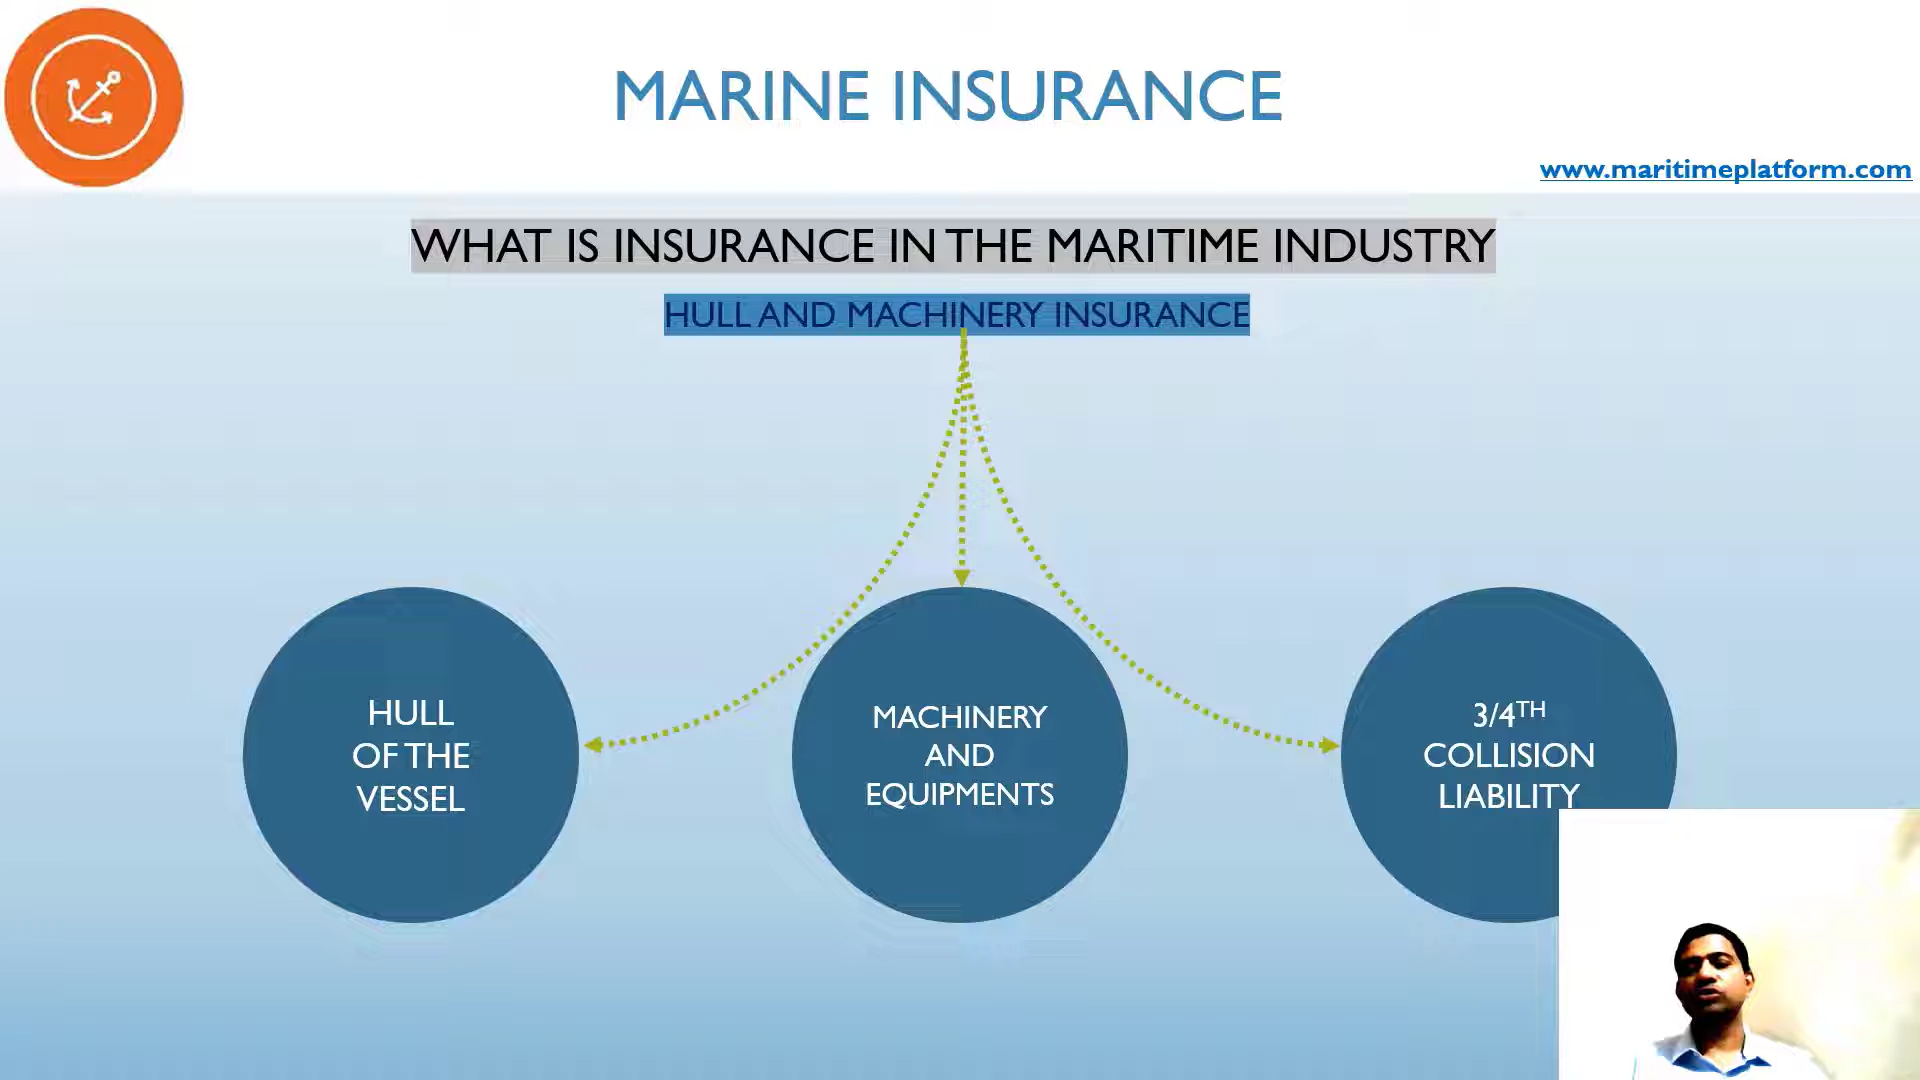 MARINE INSURANCE
www.maritimeplatform.com
WHAT IS INSURANCE IN THE MARITIME INDUSTRY
HULL AND MACHINERY INSURANCE
HULL
OF THE
VESSEL
MACHINERY
AND
EQUIPMENTS
3/4TH
COLLISION
LIABILITY